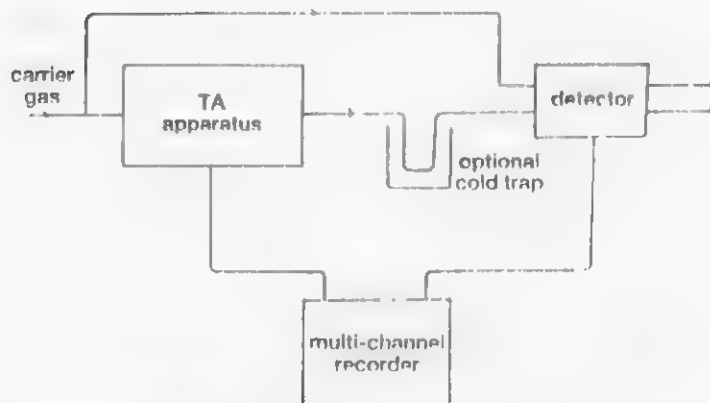 carrier
gas
TA
apparatus
detector
optional
cold trap
multi-channel
recorder